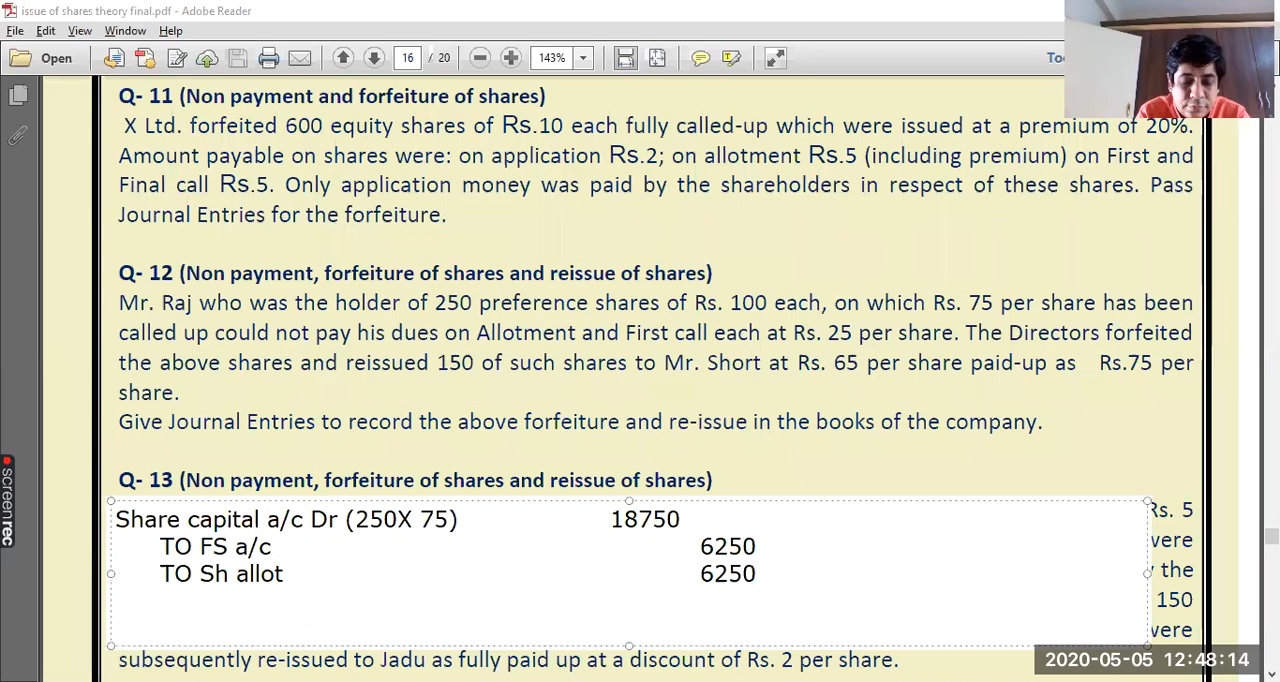 issue of shares theory final.pdf - Adobe Reader
File Edit View Window Help
Open 16 / 20 143%
Q- 11 (Non payment and forfeiture of shares)
X Ltd. forfeited 600 equity shares of Rs.10 each fully called-up which were issued at a premium of 20%.
Amount payable on shares were: on application Rs.2; on allotment Rs.5 (including premium) on First and
Final call Rs.5. Only application money was paid by the shareholders in respect of these shares. Pass
Journal Entries for the forfeiture.
Q- 12 (Non payment, forfeiture of shares and reissue of shares)
Mr. Raj who was the holder of 250 preference shares of Rs. 100 each, on which Rs. 75 per share has been
called up could not pay his dues on Allotment and First call each at Rs. 25 per share. The Directors forfeited
the above shares and reissued 150 of such shares to Mr. Short at Rs. 65 per share paid-up as Rs.75 per
share.
Give Journal Entries to record the above forfeiture and re-issue in the books of the company.
Q- 13 (Non payment, forfeiture of shares and reissue of shares)
Rs. 5
Share capital a/c Dr (250X 75) 18750
were
TO FS a/c 6250
the
TO Sh allot 6250
150
were
subsequently re-issued to Jadu as fully paid up at a discount of Rs. 2 per share.
2020-05-05 12:48:14
screenrec